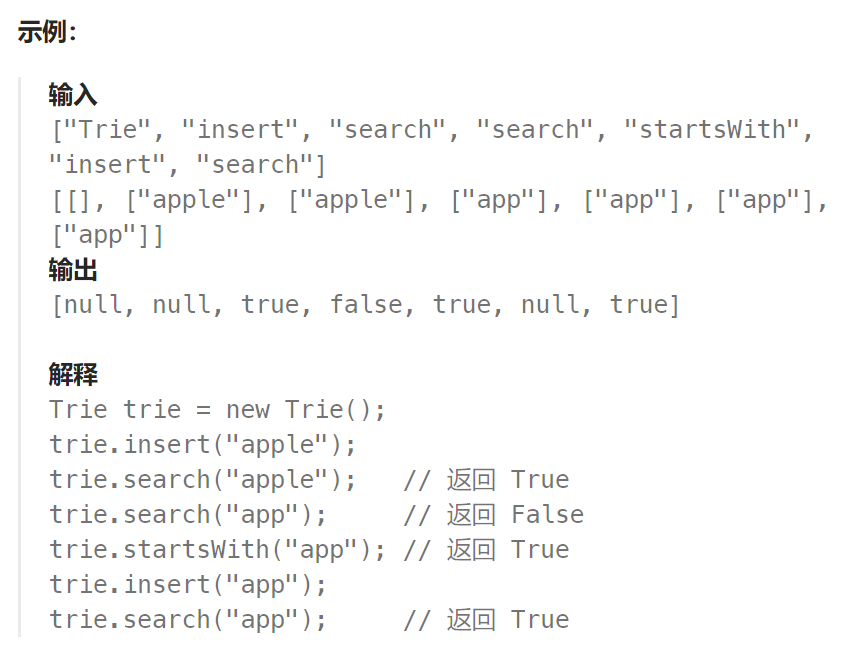 示例：
输入
["Trie", "insert", "search", "search", "startsWith",
"insert", "search"]
[[], ["apple"], ["apple"], ["app"], ["app"], ["app"],
["app"]]
输出
[null, null, true, false, true, null, true]
解释
Trie trie = new Trie();
trie.insert("apple");
trie.search("apple");   // 返回 True
trie.search("app");     // 返回 False
trie.startsWith("app"); // 返回 True
trie.insert("app");
trie.search("app");     // 返回 True